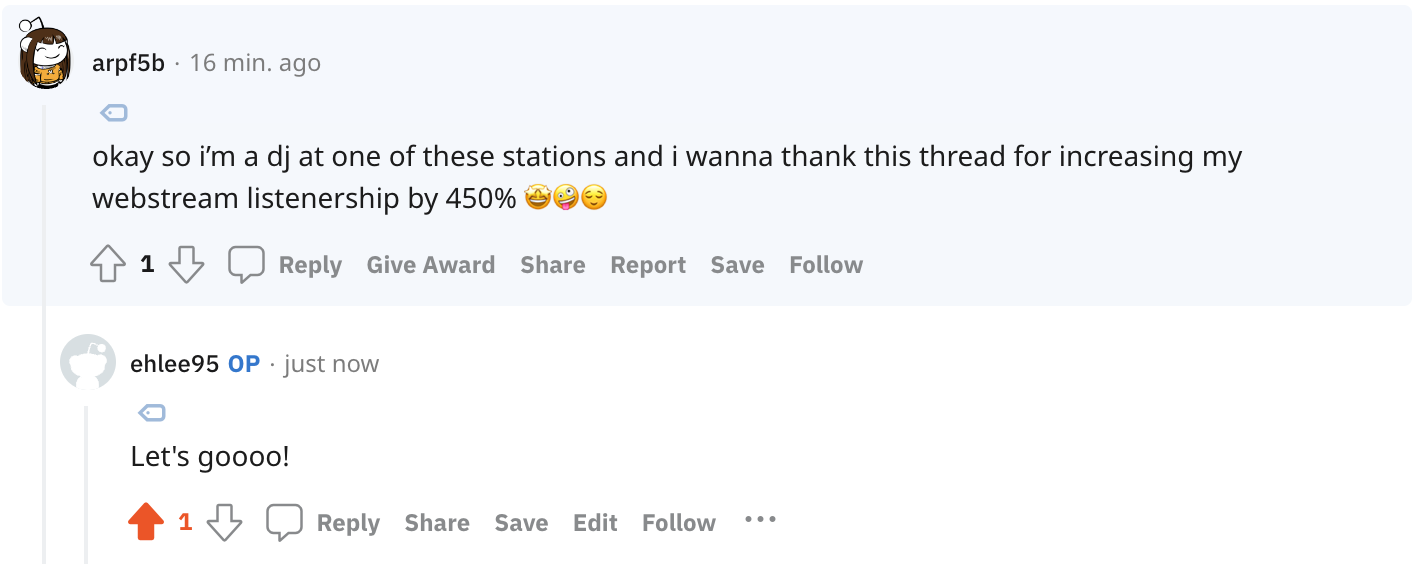 arpf5b · 16 min. ago
okay so i’m a dj at one of these stations and i wanna thank this thread for increasing my
webstream listenership by 450% 🤩🤪😌
1 Reply Give Award Share Report Save Follow
ehlee95 OP · just now
Let's goooo!
1 Reply Share Save Edit Follow ···